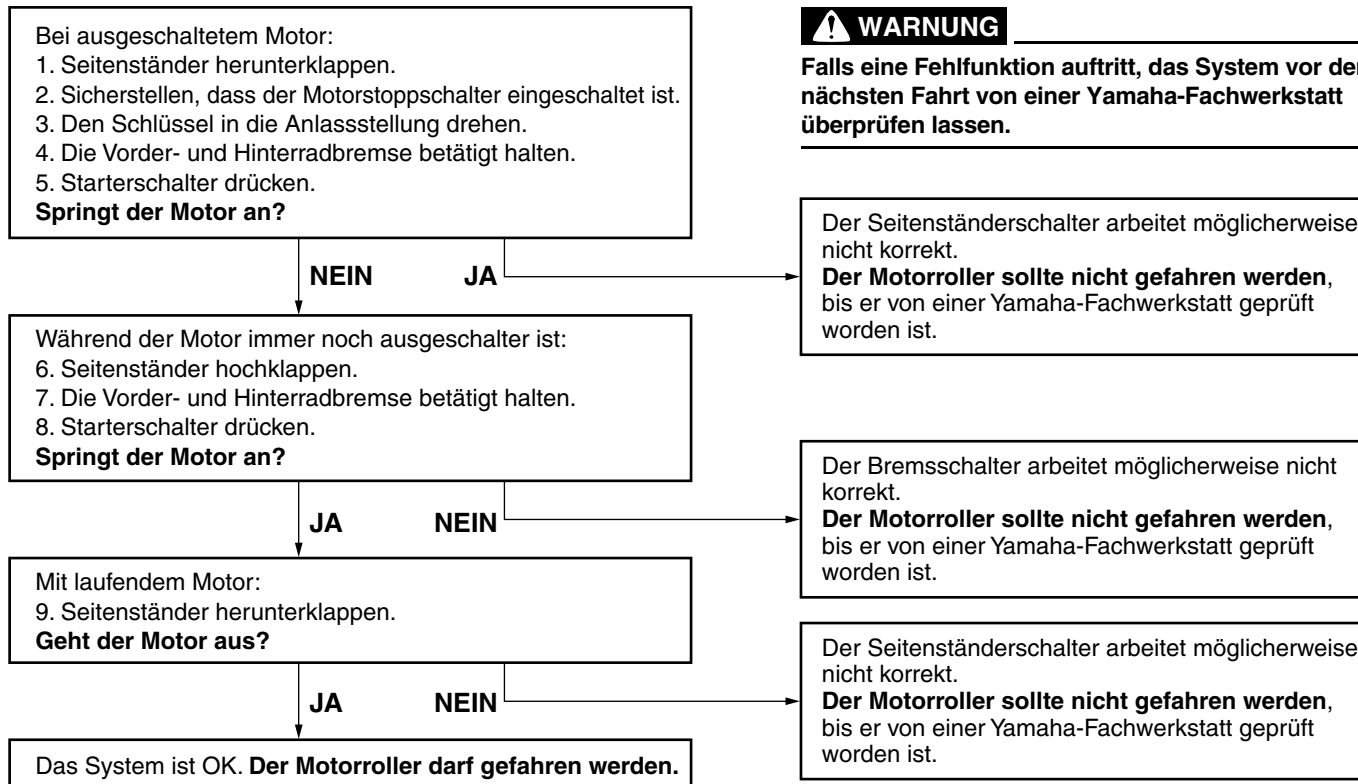 Bei ausgeschaltetem Motor:
1. Seitenständer herunterklappen.
2. Sicherstellen, dass der Motorstoppschalter eingeschaltet ist.
3. Den Schlüssel in die Anlassstellung drehen.
4. Die Vorder- und Hinterradbremse betätigt halten.
5. Starterschalter drücken.
Springt der Motor an?
WARNUNG
Falls eine Fehlfunktion auftritt, das System vor der
nächsten Fahrt von einer Yamaha-Fachwerkstatt
überprüfen lassen.
NEIN JA
Der Seitenständerschalter arbeitet möglicherweise
nicht korrekt.
Der Motorroller sollte nicht gefahren werden,
bis er von einer Yamaha-Fachwerkstatt geprüft
worden ist.
Während der Motor immer noch ausgeschalter ist:
6. Seitenständer hochklappen.
7. Die Vorder- und Hinterradbremse betätigt halten.
8. Starterschalter drücken.
Springt der Motor an?
JA NEIN
Der Bremsschalter arbeitet möglicherweise nicht
korrekt.
Der Motorroller sollte nicht gefahren werden,
bis er von einer Yamaha-Fachwerkstatt geprüft
worden ist.
Mit laufendem Motor:
9. Seitenständer herunterklappen.
Geht der Motor aus?
JA NEIN
Der Seitenständerschalter arbeitet möglicherweise
nicht korrekt.
Der Motorroller sollte nicht gefahren werden,
bis er von einer Yamaha-Fachwerkstatt geprüft
worden ist.
Das System ist OK. Der Motorroller darf gefahren werden.